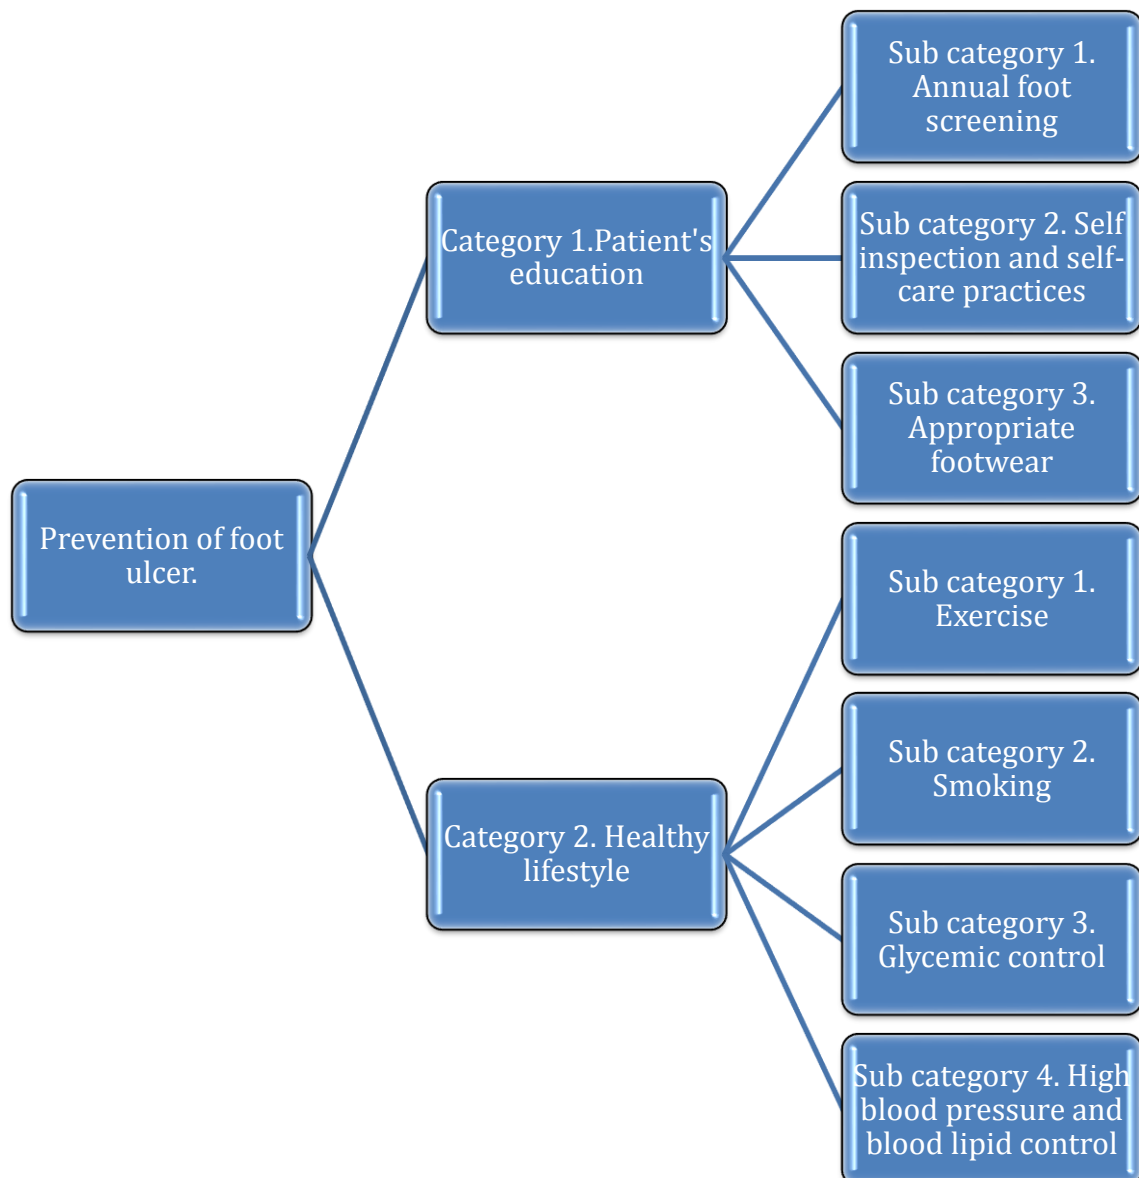 Prevention of foot
ulcer.
Category 1.Patient's
education
Sub category 1.
Annual foot
screening
Sub category 2. Self
inspection and self-
care practices
Sub category 3.
Appropriate
footwear
Category 2. Healthy
lifestyle
Sub category 1.
Exercise
Sub category 2.
Smoking
Sub category 3.
Glycemic control
Sub category 4. High
blood pressure and
blood lipid control